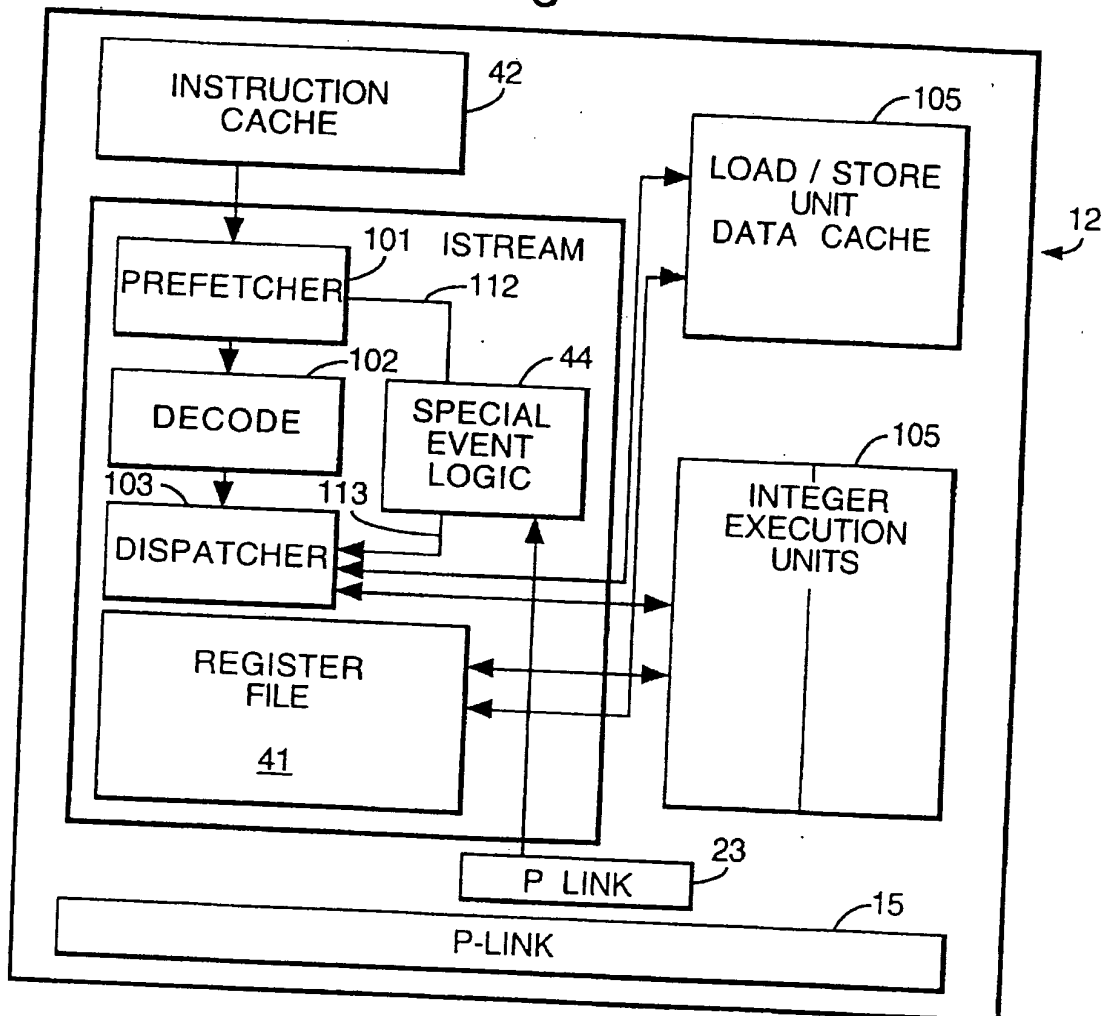 INSTRUCTION
CACHE
42
105
LOAD / STORE
UNIT
DATA CACHE
12
ISTREAM
101
PREFETCHER
112
102
DECODE
44
SPECIAL
EVENT
LOGIC
103
113
DISPATCHER
105
INTEGER
EXECUTION
UNITS
REGISTER
FILE
41
P LINK
23
15
P-LINK